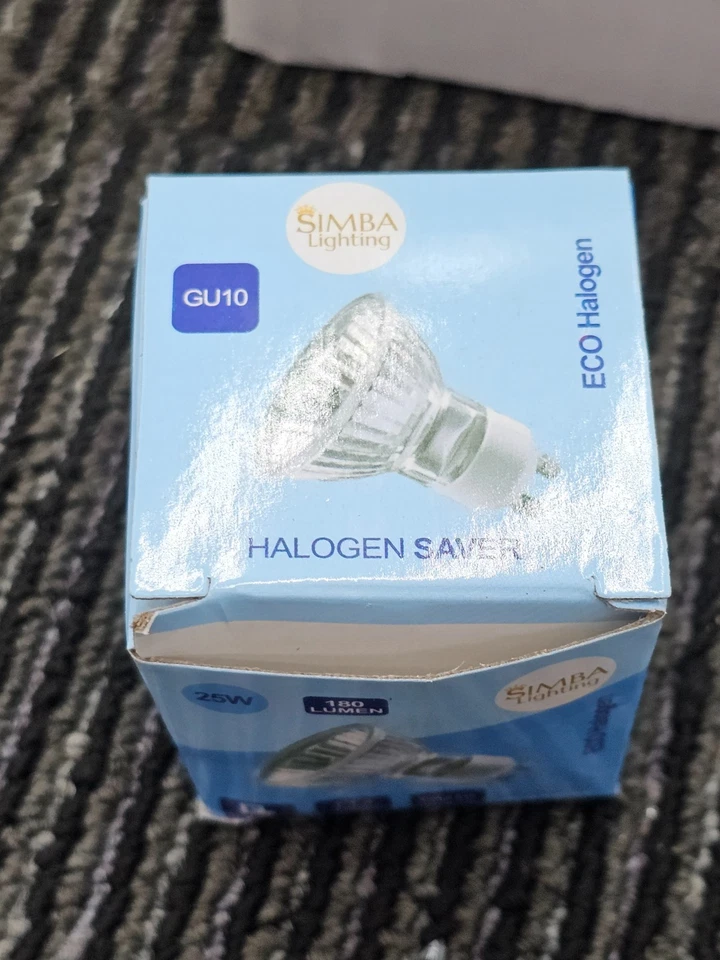 SIMBA
Lighting
GU10
ECO Halogen
HALOGEN SAVER
25W
180
LUMEN
SIMBA
Lighting